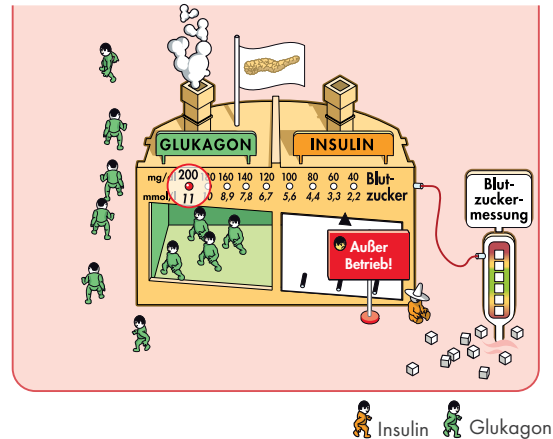 GLUKAGON
INSULIN
mg/ 200 160 140 120 100 80 60 40 Blut-
mmol/ 11 8,9 7,8 6,7 5,6 4,4 3,3 2,2 zucker
Außer
Betrieb!
Blut-
zucker-
messung
Insulin
Glukagon